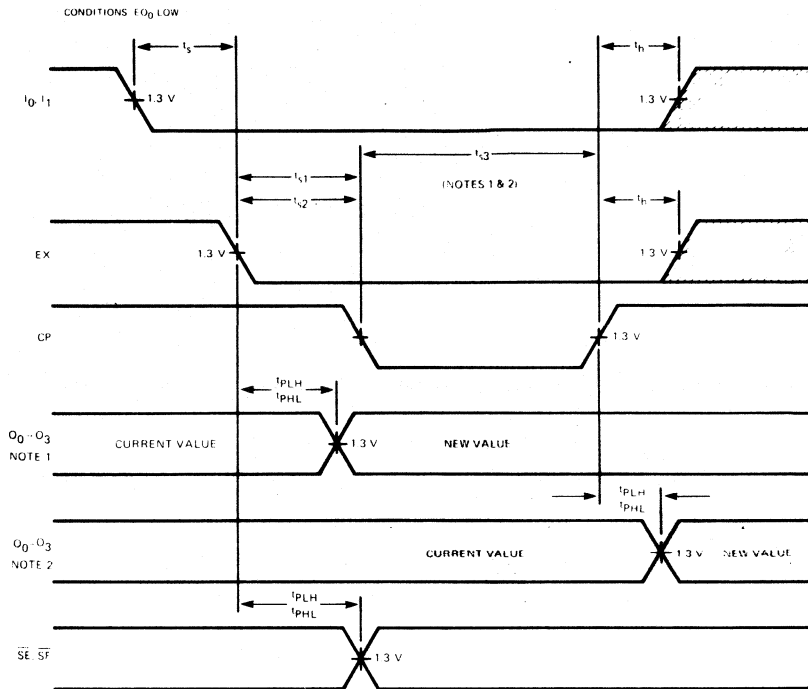 CONDITIONS EO0 LOW
ts
th
I0, I1
1.3 V
1.3 V
ts3
ts1
ts2
(NOTES 1 & 2)
th
EX
1.3 V
1.3 V
CP
1.3 V
tPLH
tPHL
O0-O3
NOTE 1
CURRENT VALUE
1.3 V
NEW VALUE
tPLH
tPHL
O0-O3
NOTE 2
CURRENT VALUE
1.3 V
NEW VALUE
tPLH
tPHL
S̅E̅, S̅F̅
1.3 V